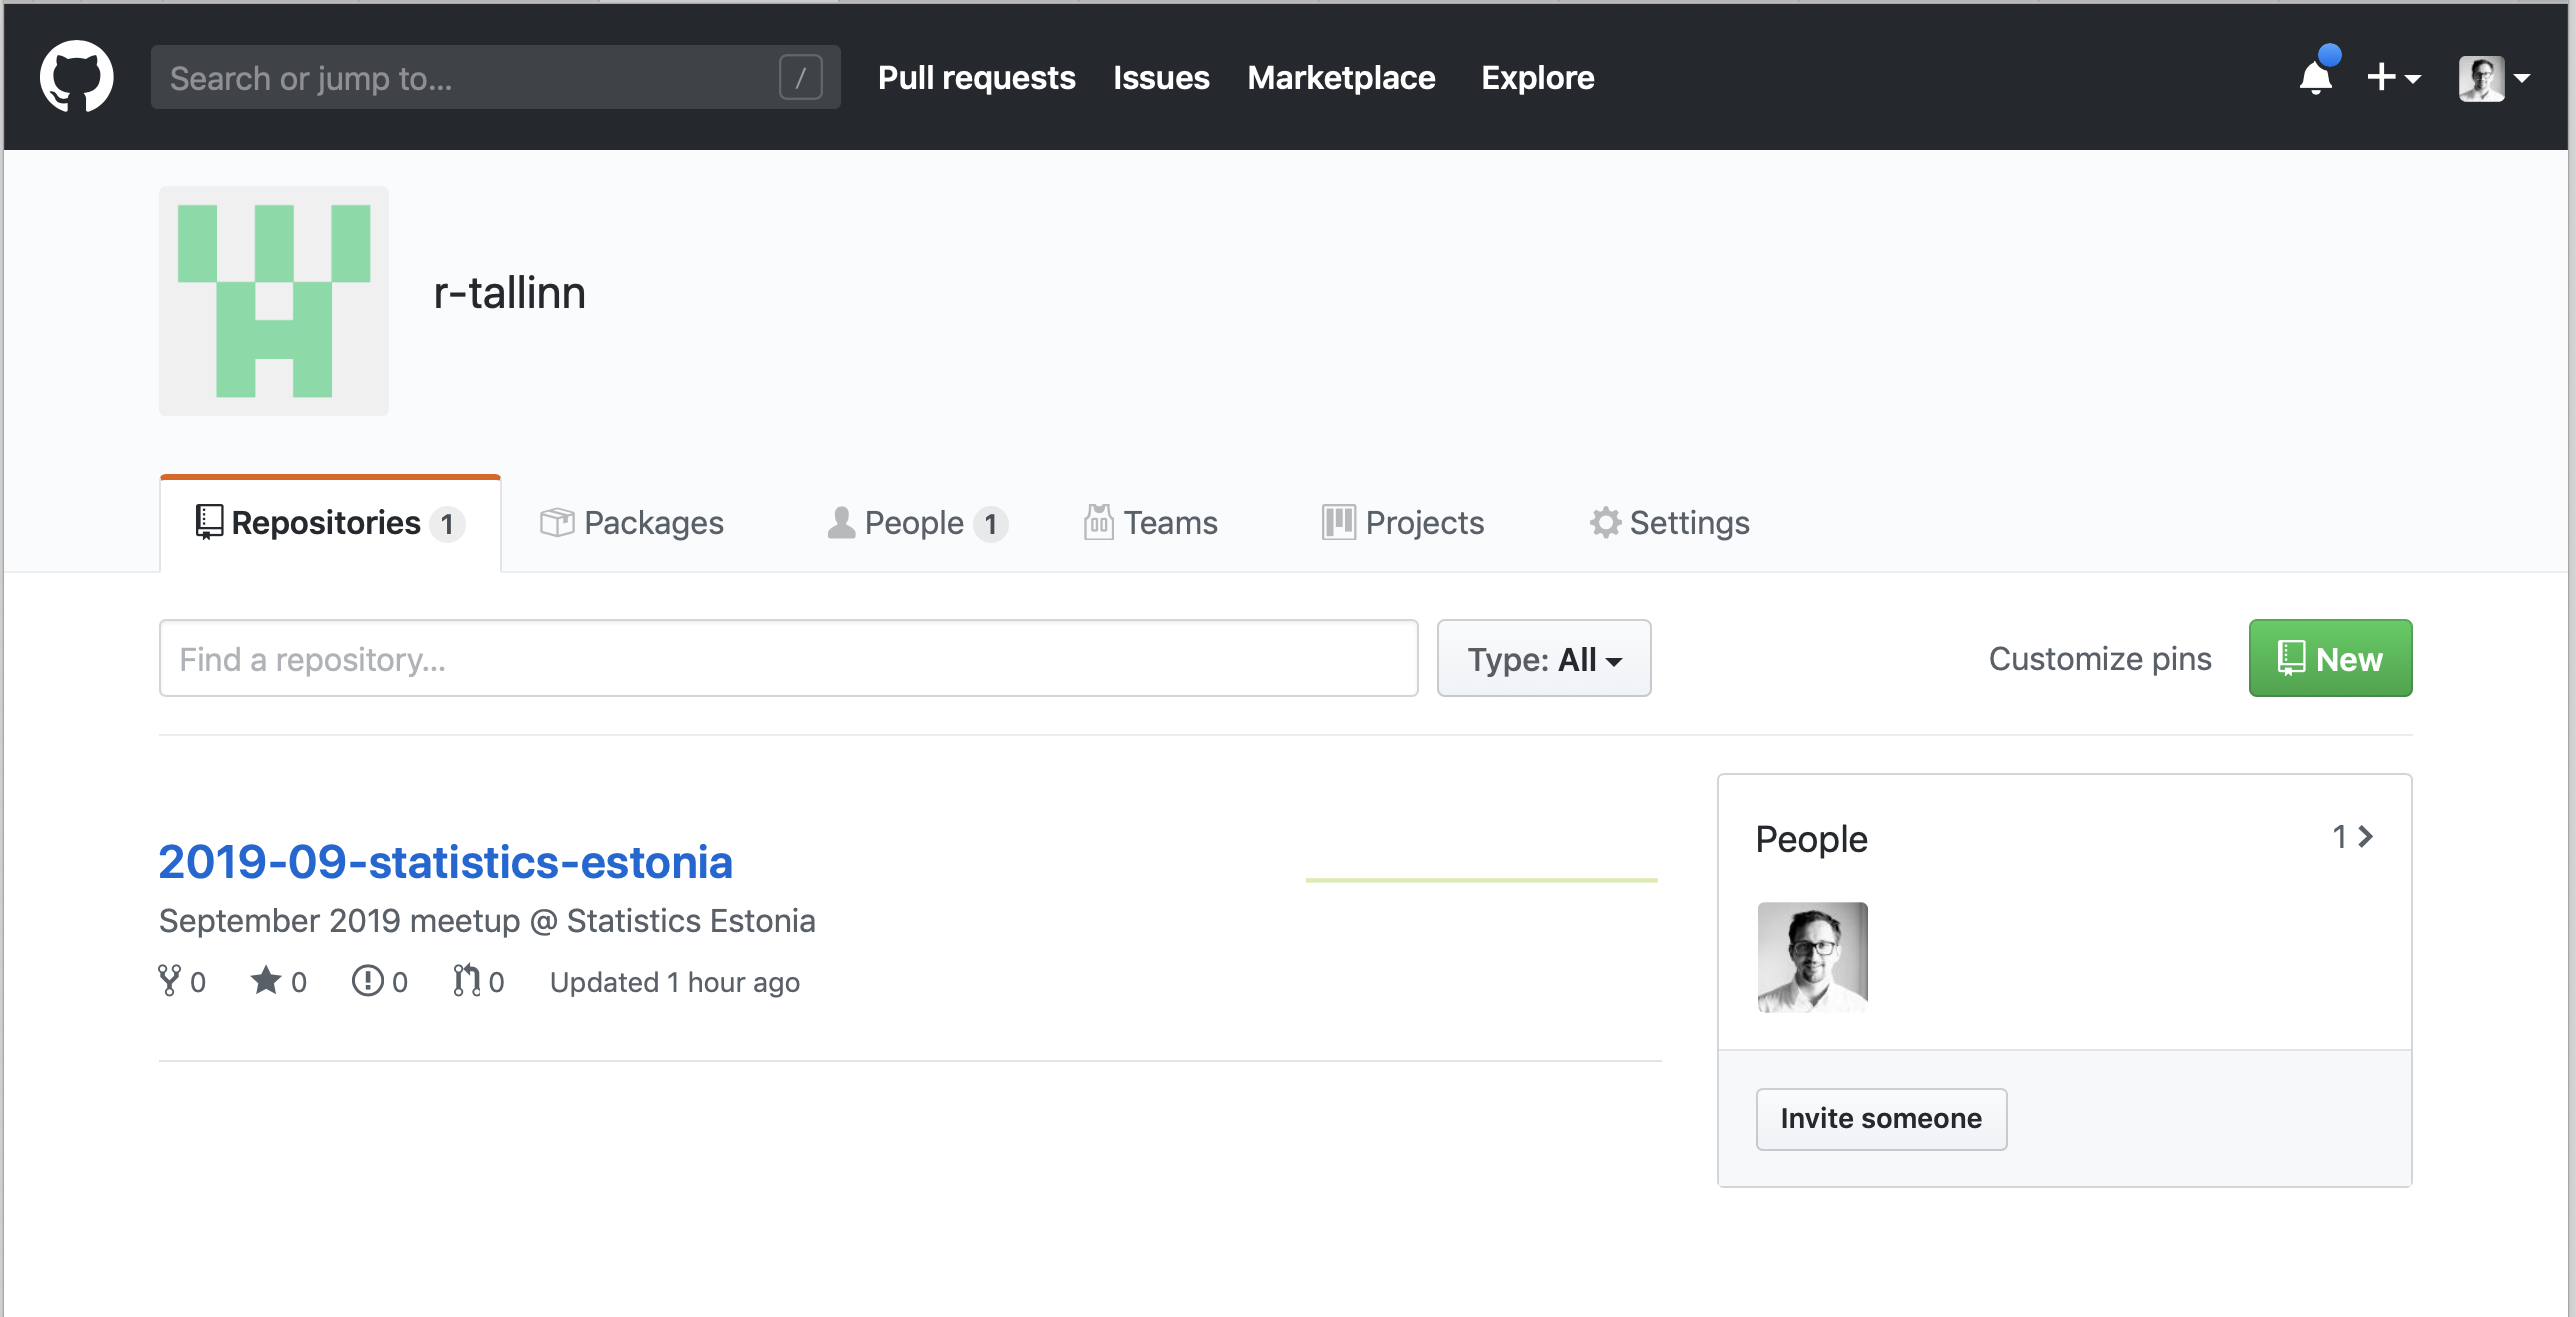 Search or jump to... /
Pull requests Issues Marketplace Explore
r-tallinn
Repositories 1 Packages People 1 Teams Projects Settings
Find a repository... Type: All Customize pins New
2019-09-statistics-estonia
September 2019 meetup @ Statistics Estonia
0 0 0 0 Updated 1 hour ago
People 1
Invite someone